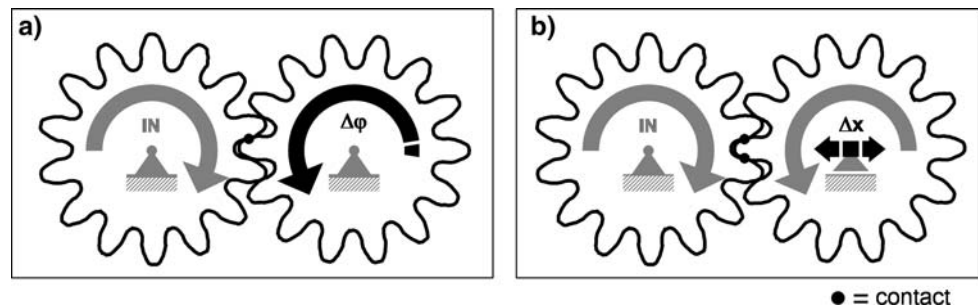 a)
IN
Δφ
b)
IN
Δx
● = contact